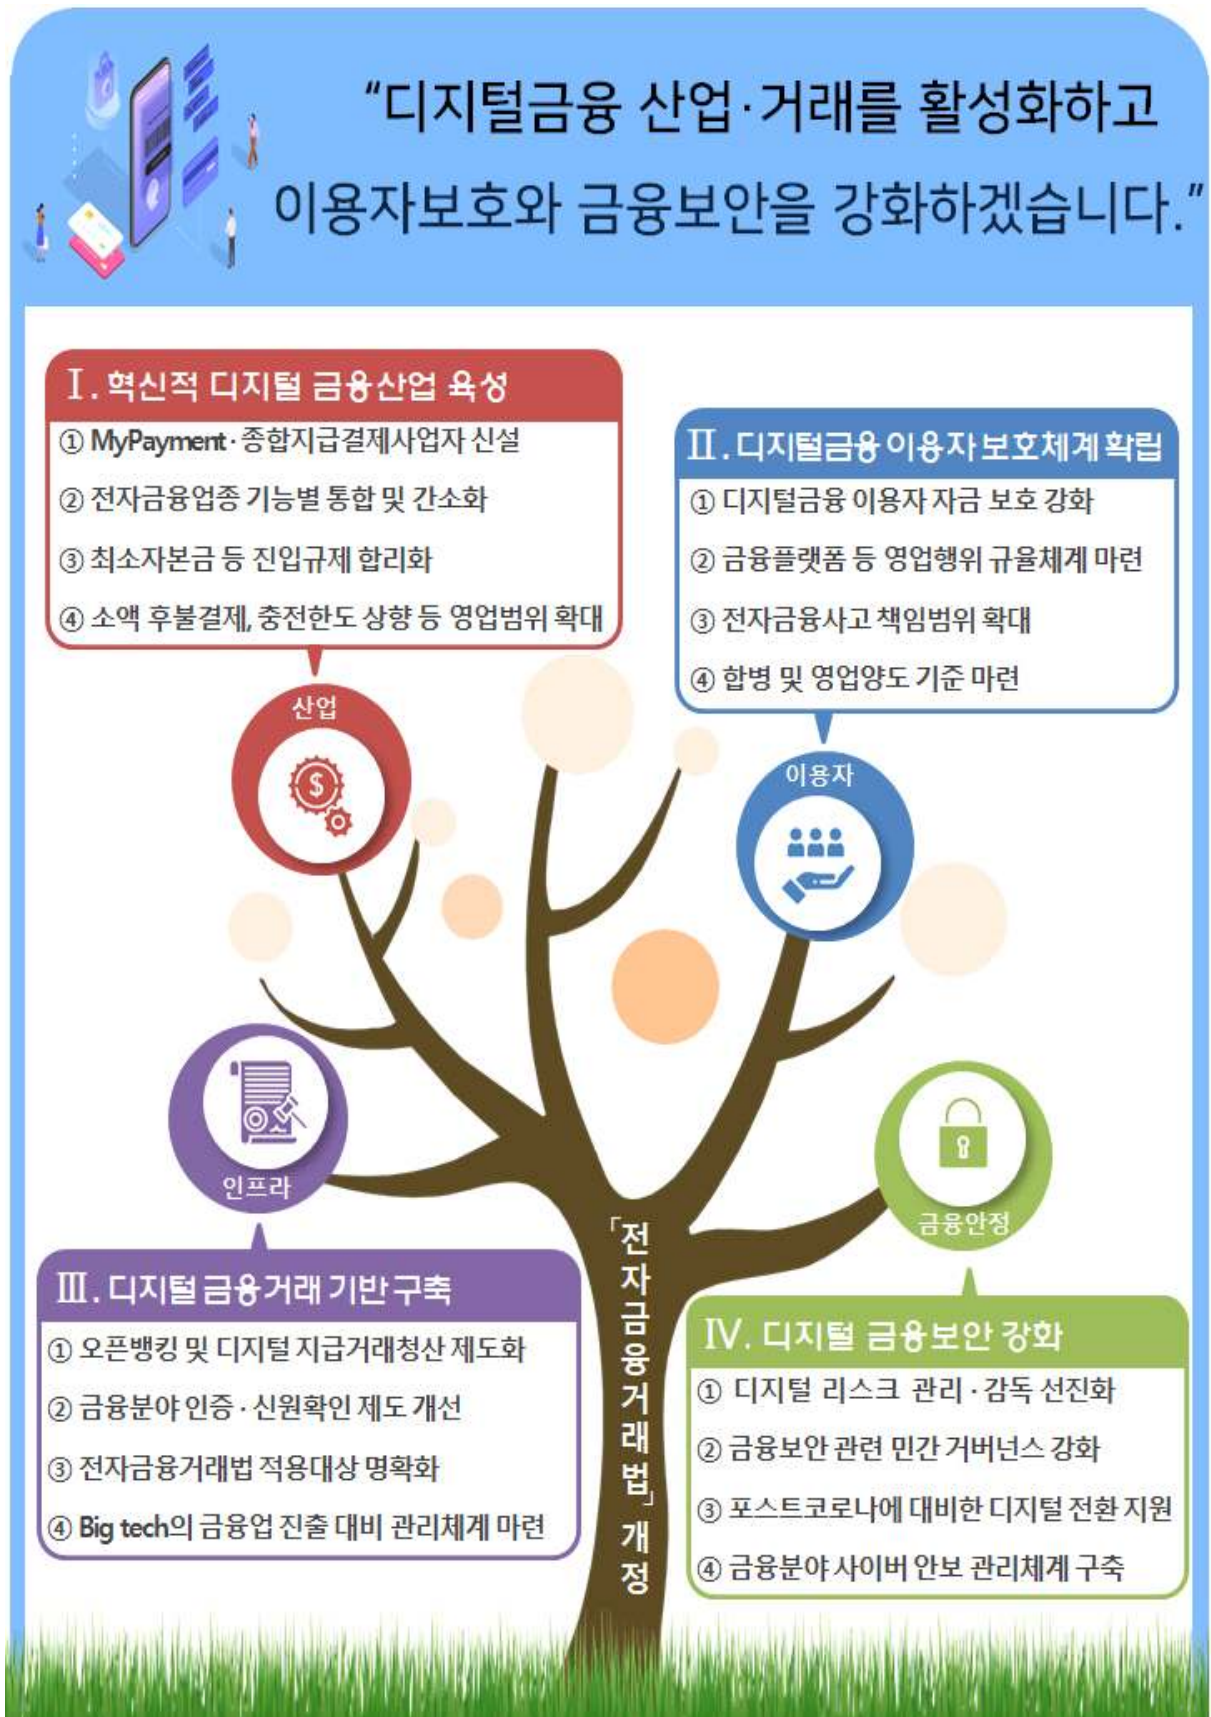 “디지털금융 산업·거래를 활성화하고
이용자보호와 금융보안을 강화하겠습니다.”
Ⅰ. 혁신적 디지털 금융산업 육성
① MyPayment·종합지급결제사업자 신설
② 전자금융업종 기능별 통합 및 간소화
③ 최소자본금 등 진입규제 합리화
④ 소액 후불결제, 충전한도 상향 등 영업범위 확대
산업
$
Ⅱ. 디지털금융 이용자 보호체계 확립
① 디지털금융 이용자 자금 보호 강화
② 금융플랫폼 등 영업행위 규율체계 마련
③ 전자금융사고 책임범위 확대
④ 합병 및 영업양도 기준 마련
이용자
인프라
Ⅲ. 디지털 금융거래 기반 구축
① 오픈뱅킹 및 디지털 지급거래청산 제도화
② 금융분야 인증·신원확인 제도 개선
③ 전자금융거래법 적용대상 명확화
④ Big tech의 금융업 진출 대비 관리체계 마련
「전자금융거래법」 개정
금융안정
Ⅳ. 디지털 금융보안 강화
① 디지털 리스크 관리·감독 선진화
② 금융보안 관련 민간 거버넌스 강화
③ 포스트코로나에 대비한 디지털 전환 지원
④ 금융분야 사이버 안보 관리체계 구축